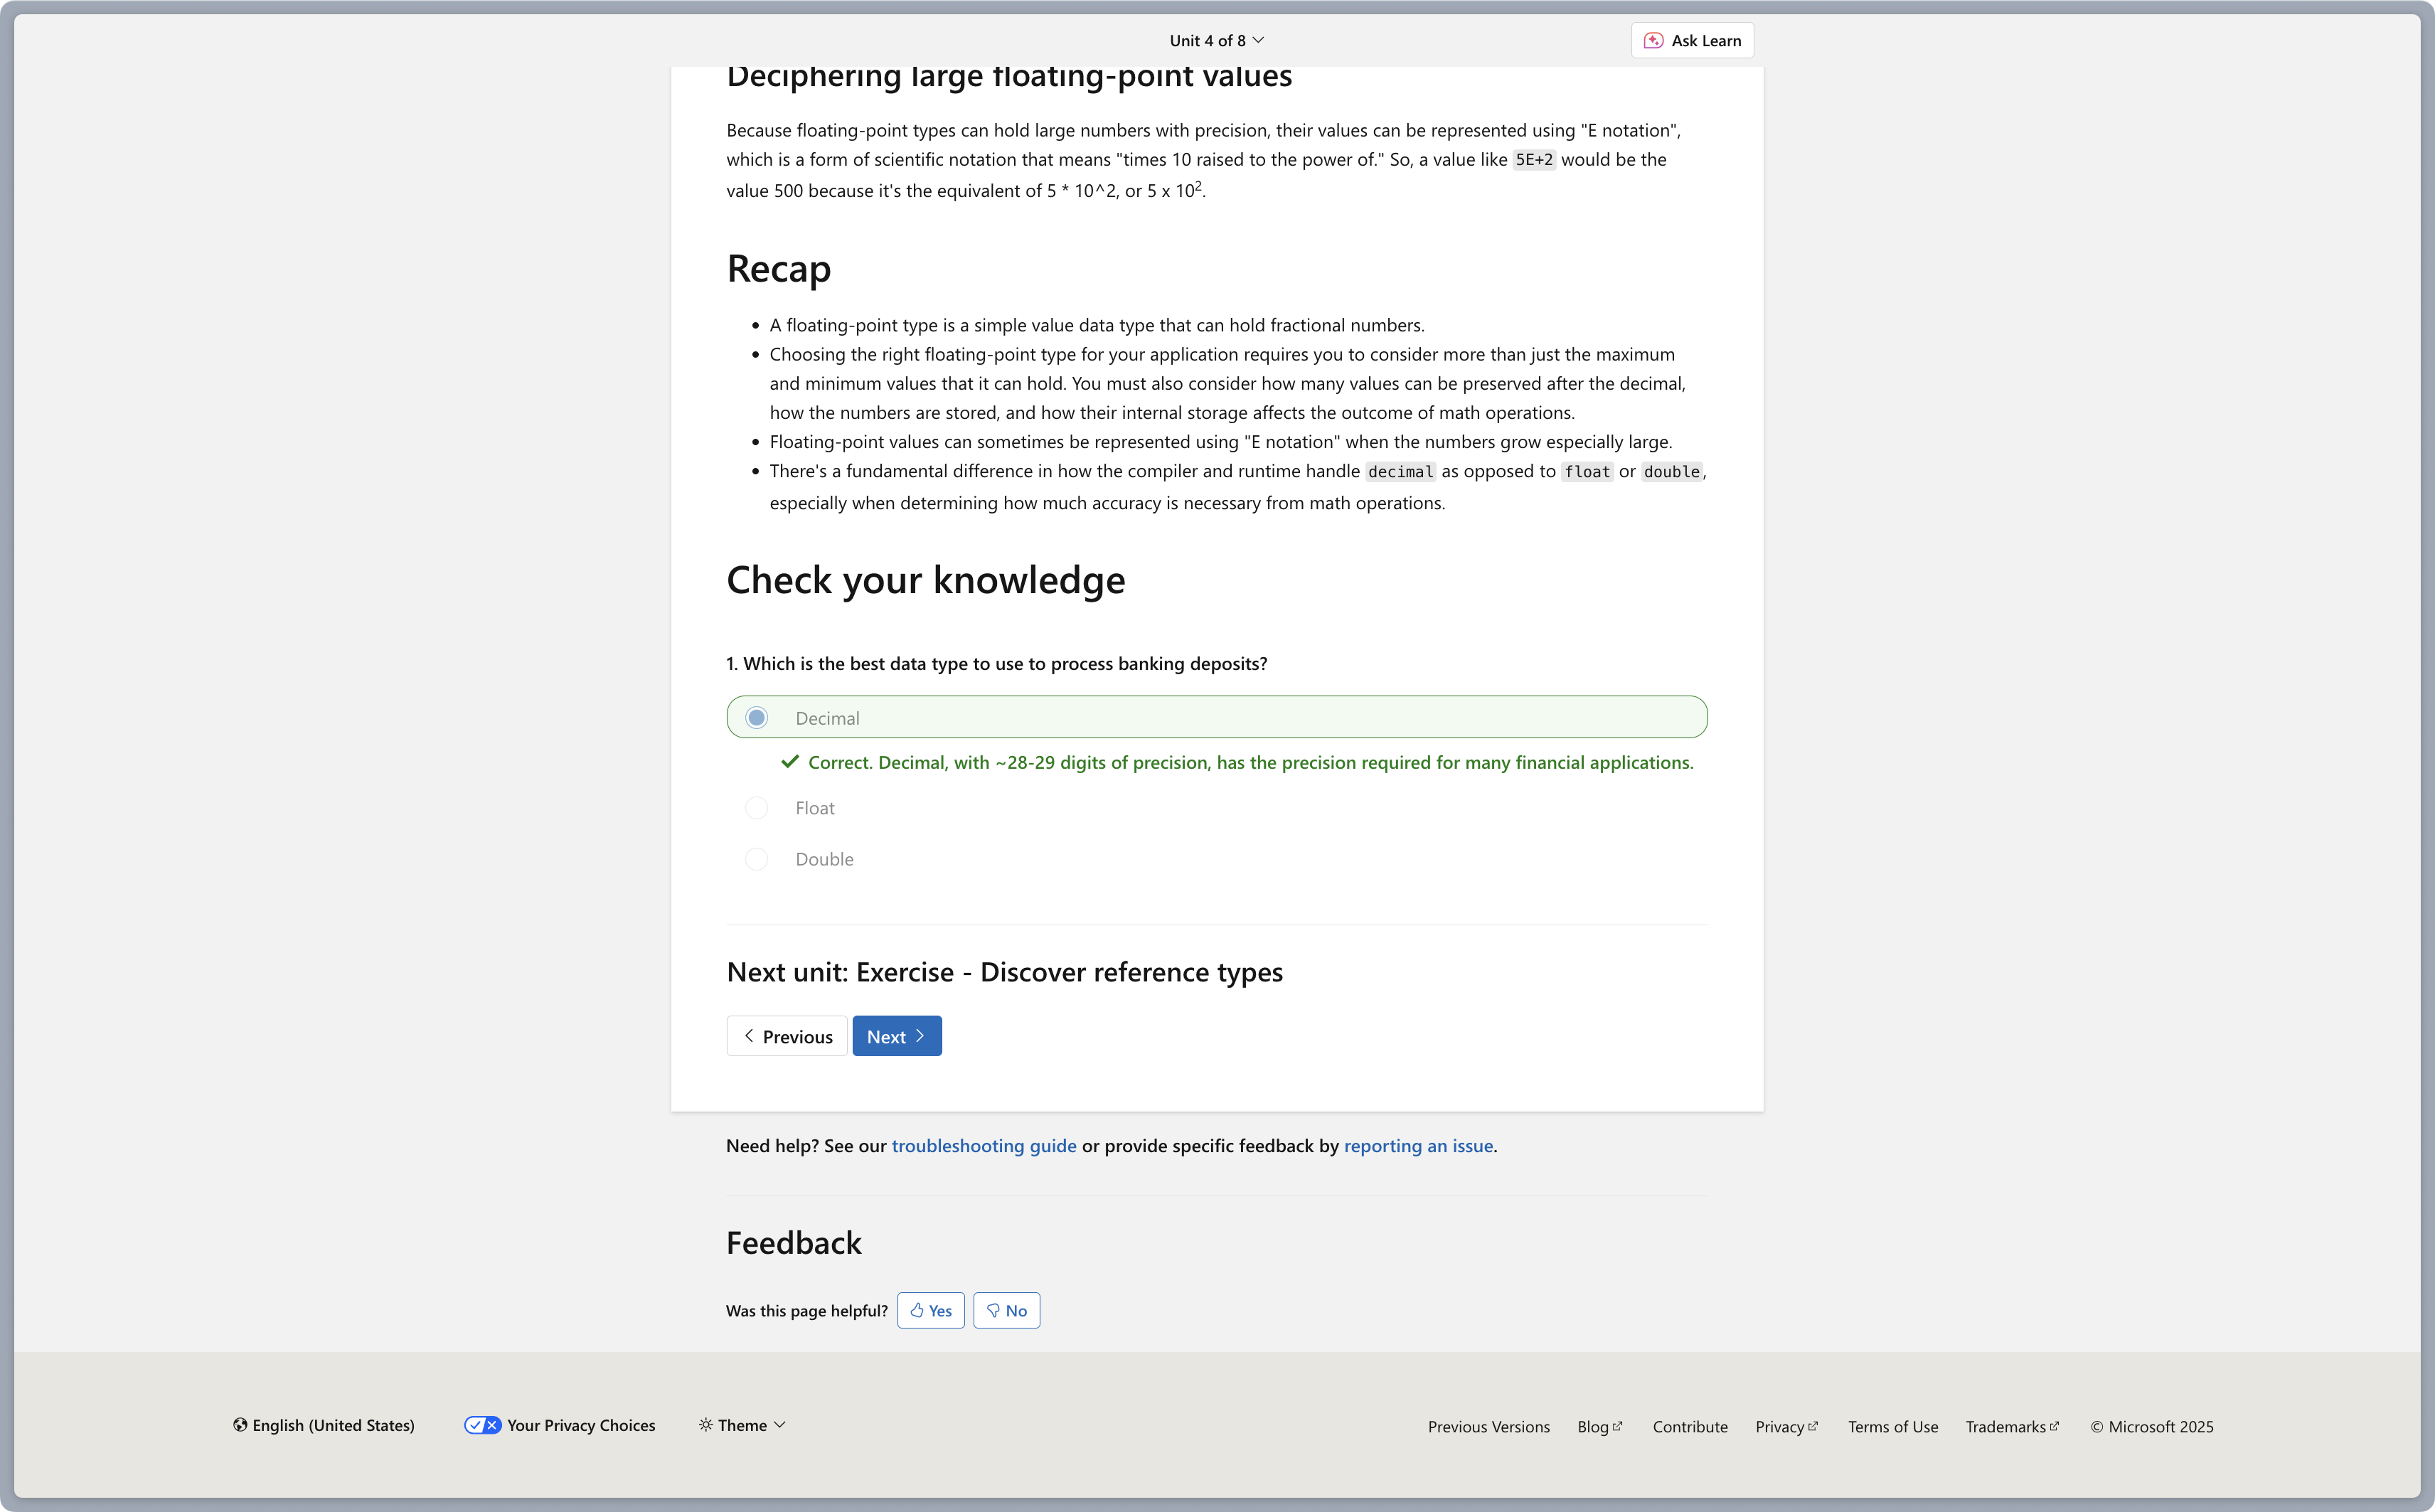 Unit 4 of 8
Ask Learn
Deciphering large floating-point values
Because floating-point types can hold large numbers with precision, their values can be represented using "E notation",
which is a form of scientific notation that means "times 10 raised to the power of." So, a value like 5E+2 would be the
value 500 because it's the equivalent of 5 * 10^2, or 5 x 10².
Recap
• A floating-point type is a simple value data type that can hold fractional numbers.
• Choosing the right floating-point type for your application requires you to consider more than just the maximum
and minimum values that it can hold. You must also consider how many values can be preserved after the decimal,
how the numbers are stored, and how their internal storage affects the outcome of math operations.
• Floating-point values can sometimes be represented using "E notation" when the numbers grow especially large.
• There's a fundamental difference in how the compiler and runtime handle decimal as opposed to float or double,
especially when determining how much accuracy is necessary from math operations.
Check your knowledge
1. Which is the best data type to use to process banking deposits?
Decimal
Correct. Decimal, with ~28-29 digits of precision, has the precision required for many financial applications.
Float
Double
Next unit: Exercise - Discover reference types
Previous Next
Need help? See our troubleshooting guide or provide specific feedback by reporting an issue.
Feedback
Was this page helpful? Yes No
English (United States) Your Privacy Choices Theme
Previous Versions Blog Contribute Privacy Terms of Use Trademarks © Microsoft 2025